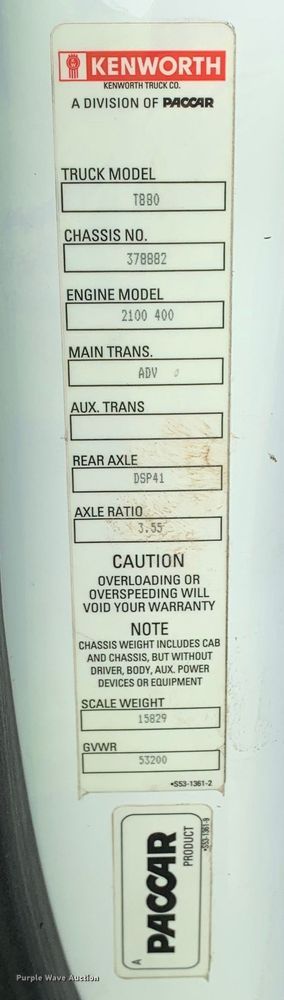 KENWORTH
KENWORTH TRUCK CO.
A DIVISION OF PACCAR
TRUCK MODEL
T880
CHASSIS NO.
378882
ENGINE MODEL
2100 400
MAIN TRANS.
ADV
AUX. TRANS
REAR AXLE
DSP41
AXLE RATIO
3.55
CAUTION
OVERLOADING OR
OVERSPEEDING WILL
VOID YOUR WARRANTY
NOTE
CHASSIS WEIGHT INCLUDES CAB
AND CHASSIS, BUT WITHOUT
DRIVER, BODY, AUX. POWER
DEVICES OR EQUIPMENT
SCALE WEIGHT
15829
GVWR
53200
•S53-1361-2
A
PACCAR
PRODUCT
•S53-1361-9
Purple Wave Auction